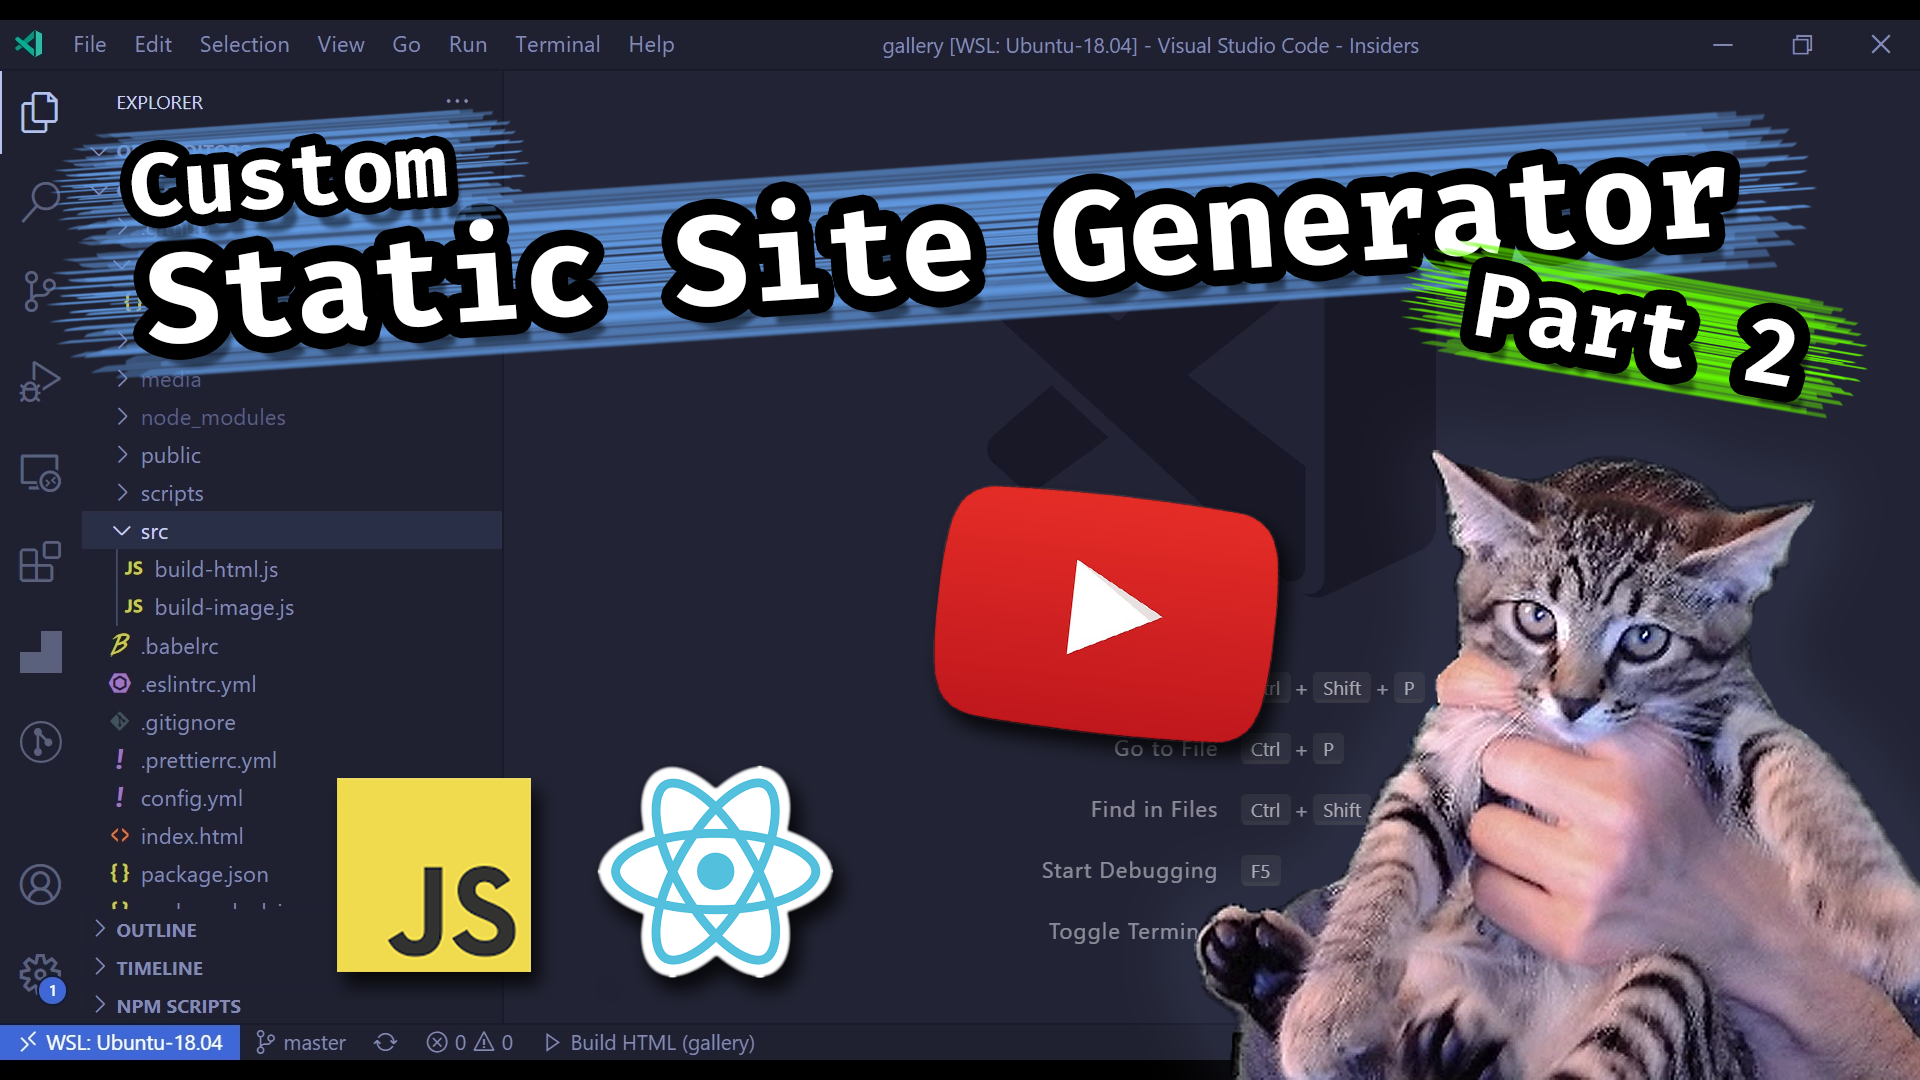 File Edit Selection View Go Run Terminal Help
gallery [WSL: Ubuntu-18.04] - Visual Studio Code - Insiders
EXPLORER
Custom
Static Site Generator
Part 2
media
node_modules
public
scripts
src
JS build-html.js
JS build-image.js
.babelrc
.eslintrc.yml
.gitignore
! .prettierrc.yml
! config.yml
<> index.html
{} package.json
OUTLINE
TIMELINE
NPM SCRIPTS
1
JS
+ Shift + P
Go to File Ctrl + P
Find in Files Ctrl + Shift
Start Debugging F5
Toggle
WSL: Ubuntu-18.04 master 0 0 Build HTML (gallery)